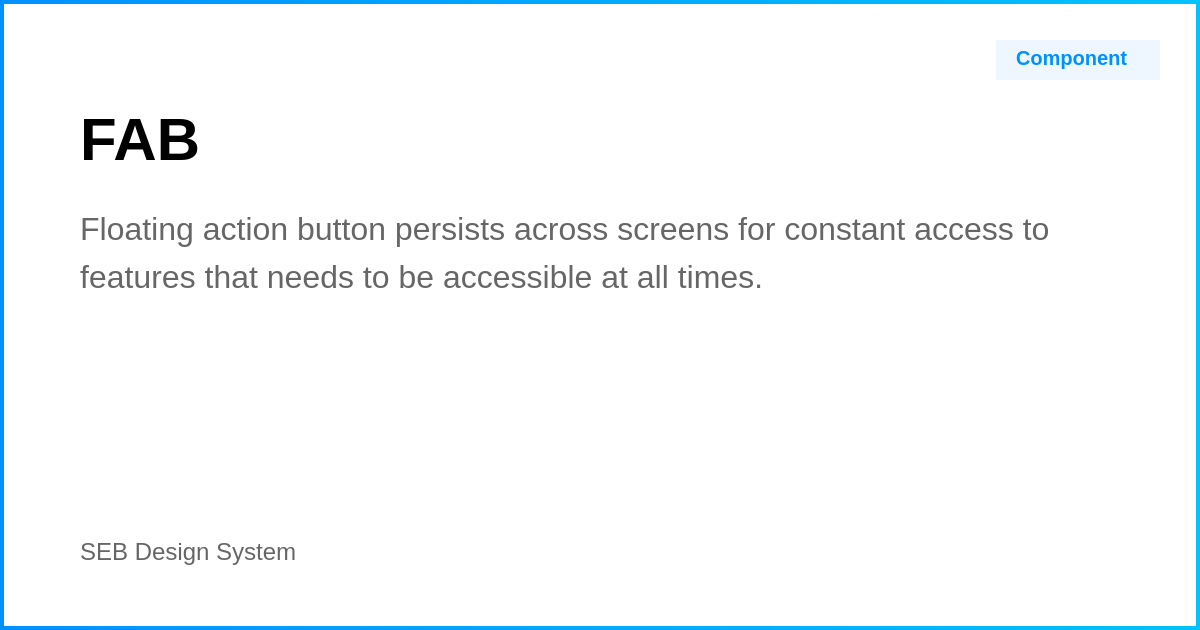 Component
FAB
Floating action button persists across screens for constant access to
features that needs to be accessible at all times.
SEB Design System